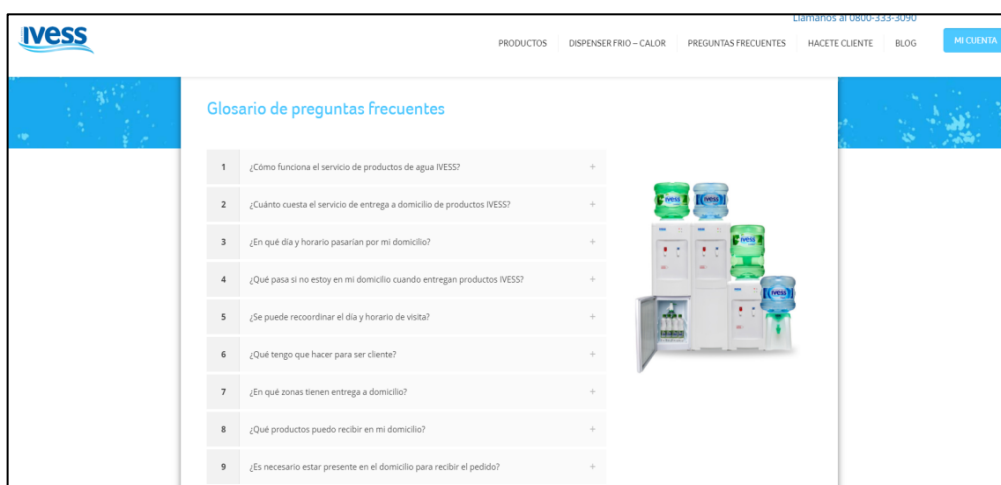 Llamanos al 0800-333-3090
IVESS
PRODUCTOS DISPENSER FRIO – CALOR PREGUNTAS FRECUENTES HACETE CLIENTE BLOG MI CUENTA
Glosario de preguntas frecuentes
1 ¿Cómo funciona el servicio de productos de agua IVESS? +
2 ¿Cuánto cuesta el servicio de entrega a domicilio de productos IVESS? +
3 ¿En qué día y horario pasarían por mi domicilio? +
4 ¿Qué pasa si no estoy en mi domicilio cuando entregan productos IVESS? +
5 ¿Se puede recoordinar el día y horario de visita? +
6 ¿Qué tengo que hacer para ser cliente? +
7 ¿En qué zonas tienen entrega a domicilio? +
8 ¿Qué productos puedo recibir en mi domicilio? +
9 ¿Es necesario estar presente en el domicilio para recibir el pedido? +
ivess ivess
ivess
ivess